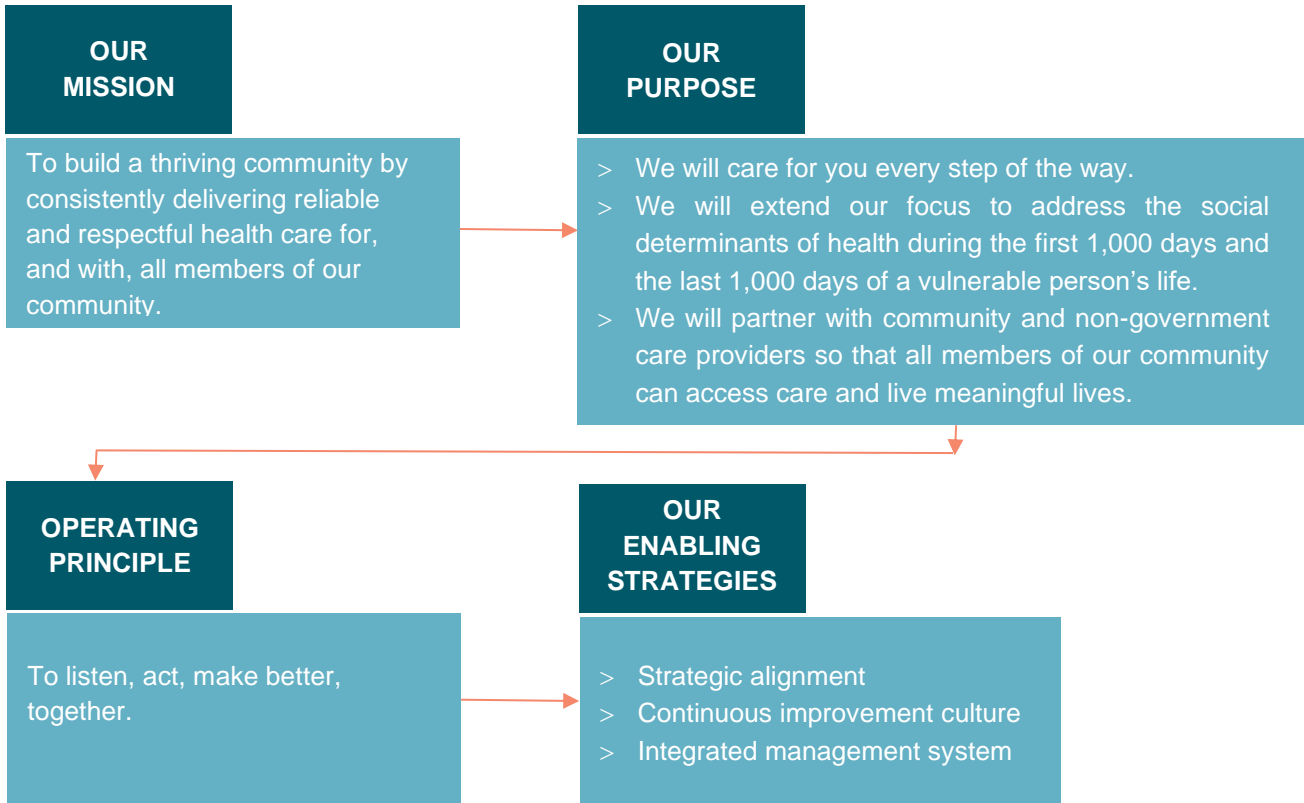 OUR
MISSION
To build a thriving community by
consistently delivering reliable
and respectful health care for,
and with, all members of our
community.
OUR
PURPOSE
> We will care for you every step of the way.
> We will extend our focus to address the social
determinants of health during the first 1,000 days and
the last 1,000 days of a vulnerable person’s life.
> We will partner with community and non-government
care providers so that all members of our community
can access care and live meaningful lives.
OPERATING
PRINCIPLE
To listen, act, make better,
together.
OUR
ENABLING
STRATEGIES
> Strategic alignment
> Continuous improvement culture
> Integrated management system